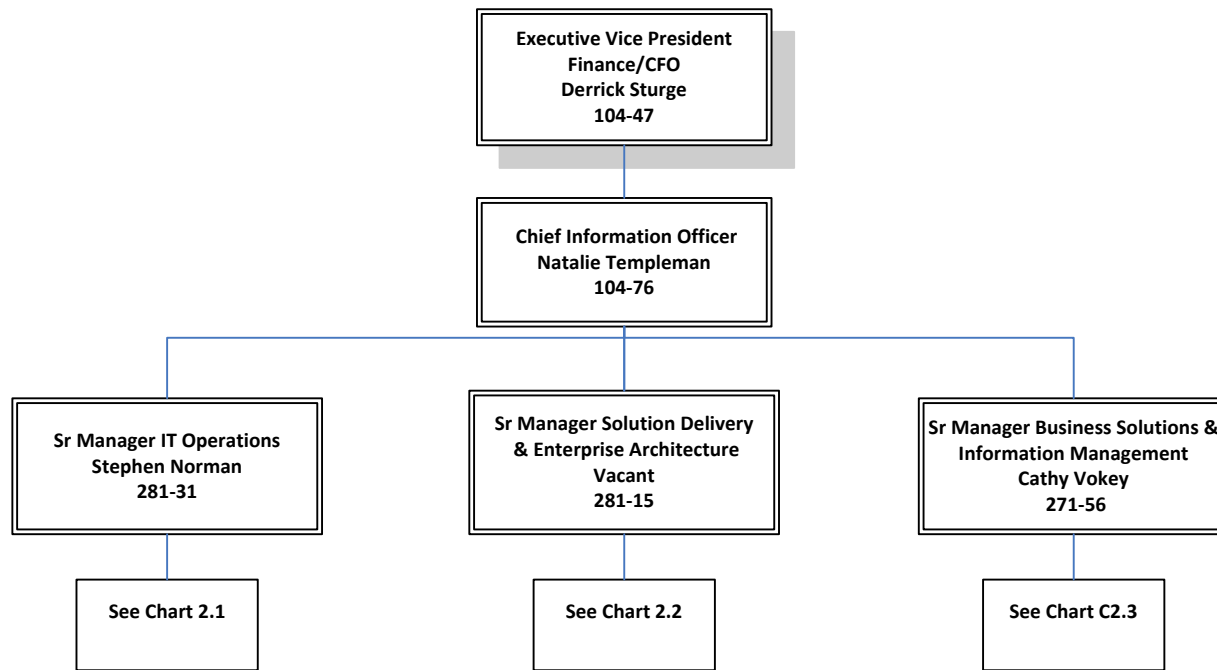 Executive Vice President
Finance/CFO
Derrick Sturge
104-47
Chief Information Officer
Natalie Templeman
104-76
Sr Manager IT Operations
Stephen Norman
281-31
Sr Manager Solution Delivery
& Enterprise Architecture
Vacant
281-15
Sr Manager Business Solutions &
Information Management
Cathy Vokey
271-56
See Chart 2.1
See Chart 2.2
See Chart C2.3